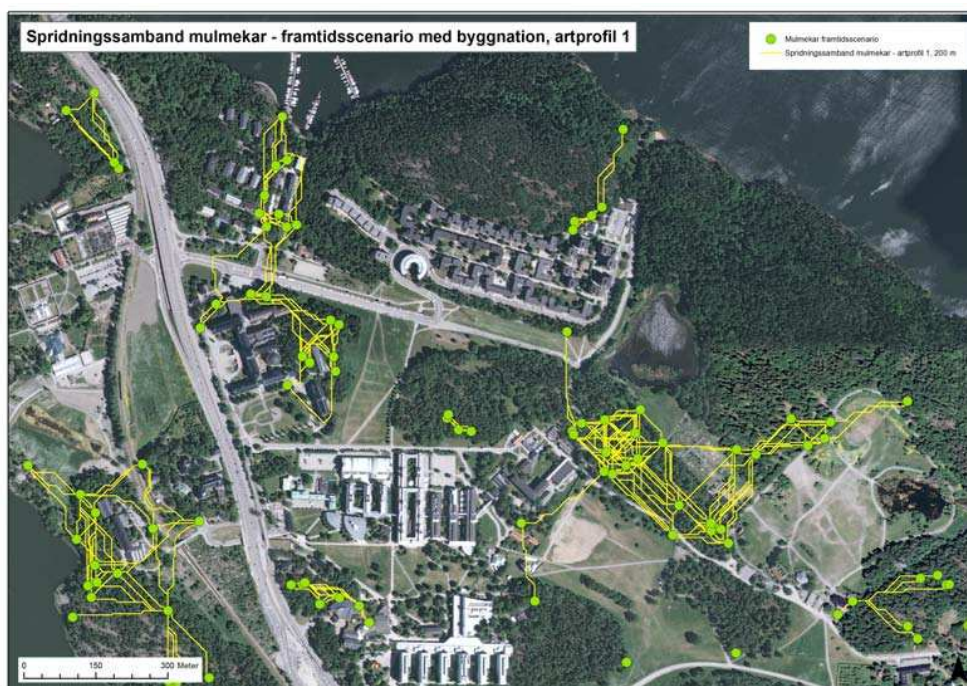 Spridningssamband mulmekar - framtidsscenario med byggnation, artprofil 1
Mulmekar framtidsscenario
Spridningssamband mulmekar - artprofil 1, 200 m
0 150 300 Meter